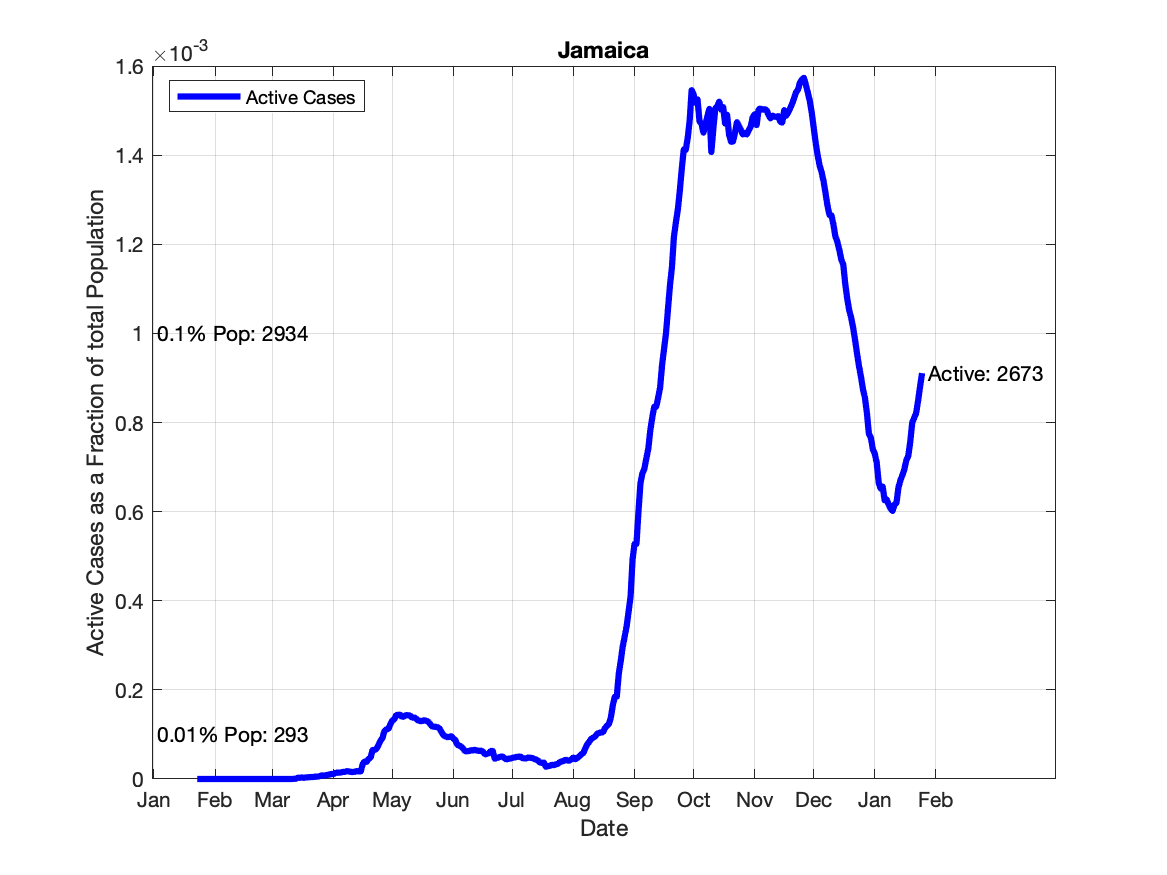 Jamaica
×10-3
Active Cases
1.6
1.4
1.2
1
0.8
0.6
0.4
0.2
0
0.1% Pop: 2934
Active: 2673
0.01% Pop: 293
Active Cases as a Fraction of total Population
Jan Feb Mar Apr May Jun Jul Aug Sep Oct Nov Dec Jan Feb
Date